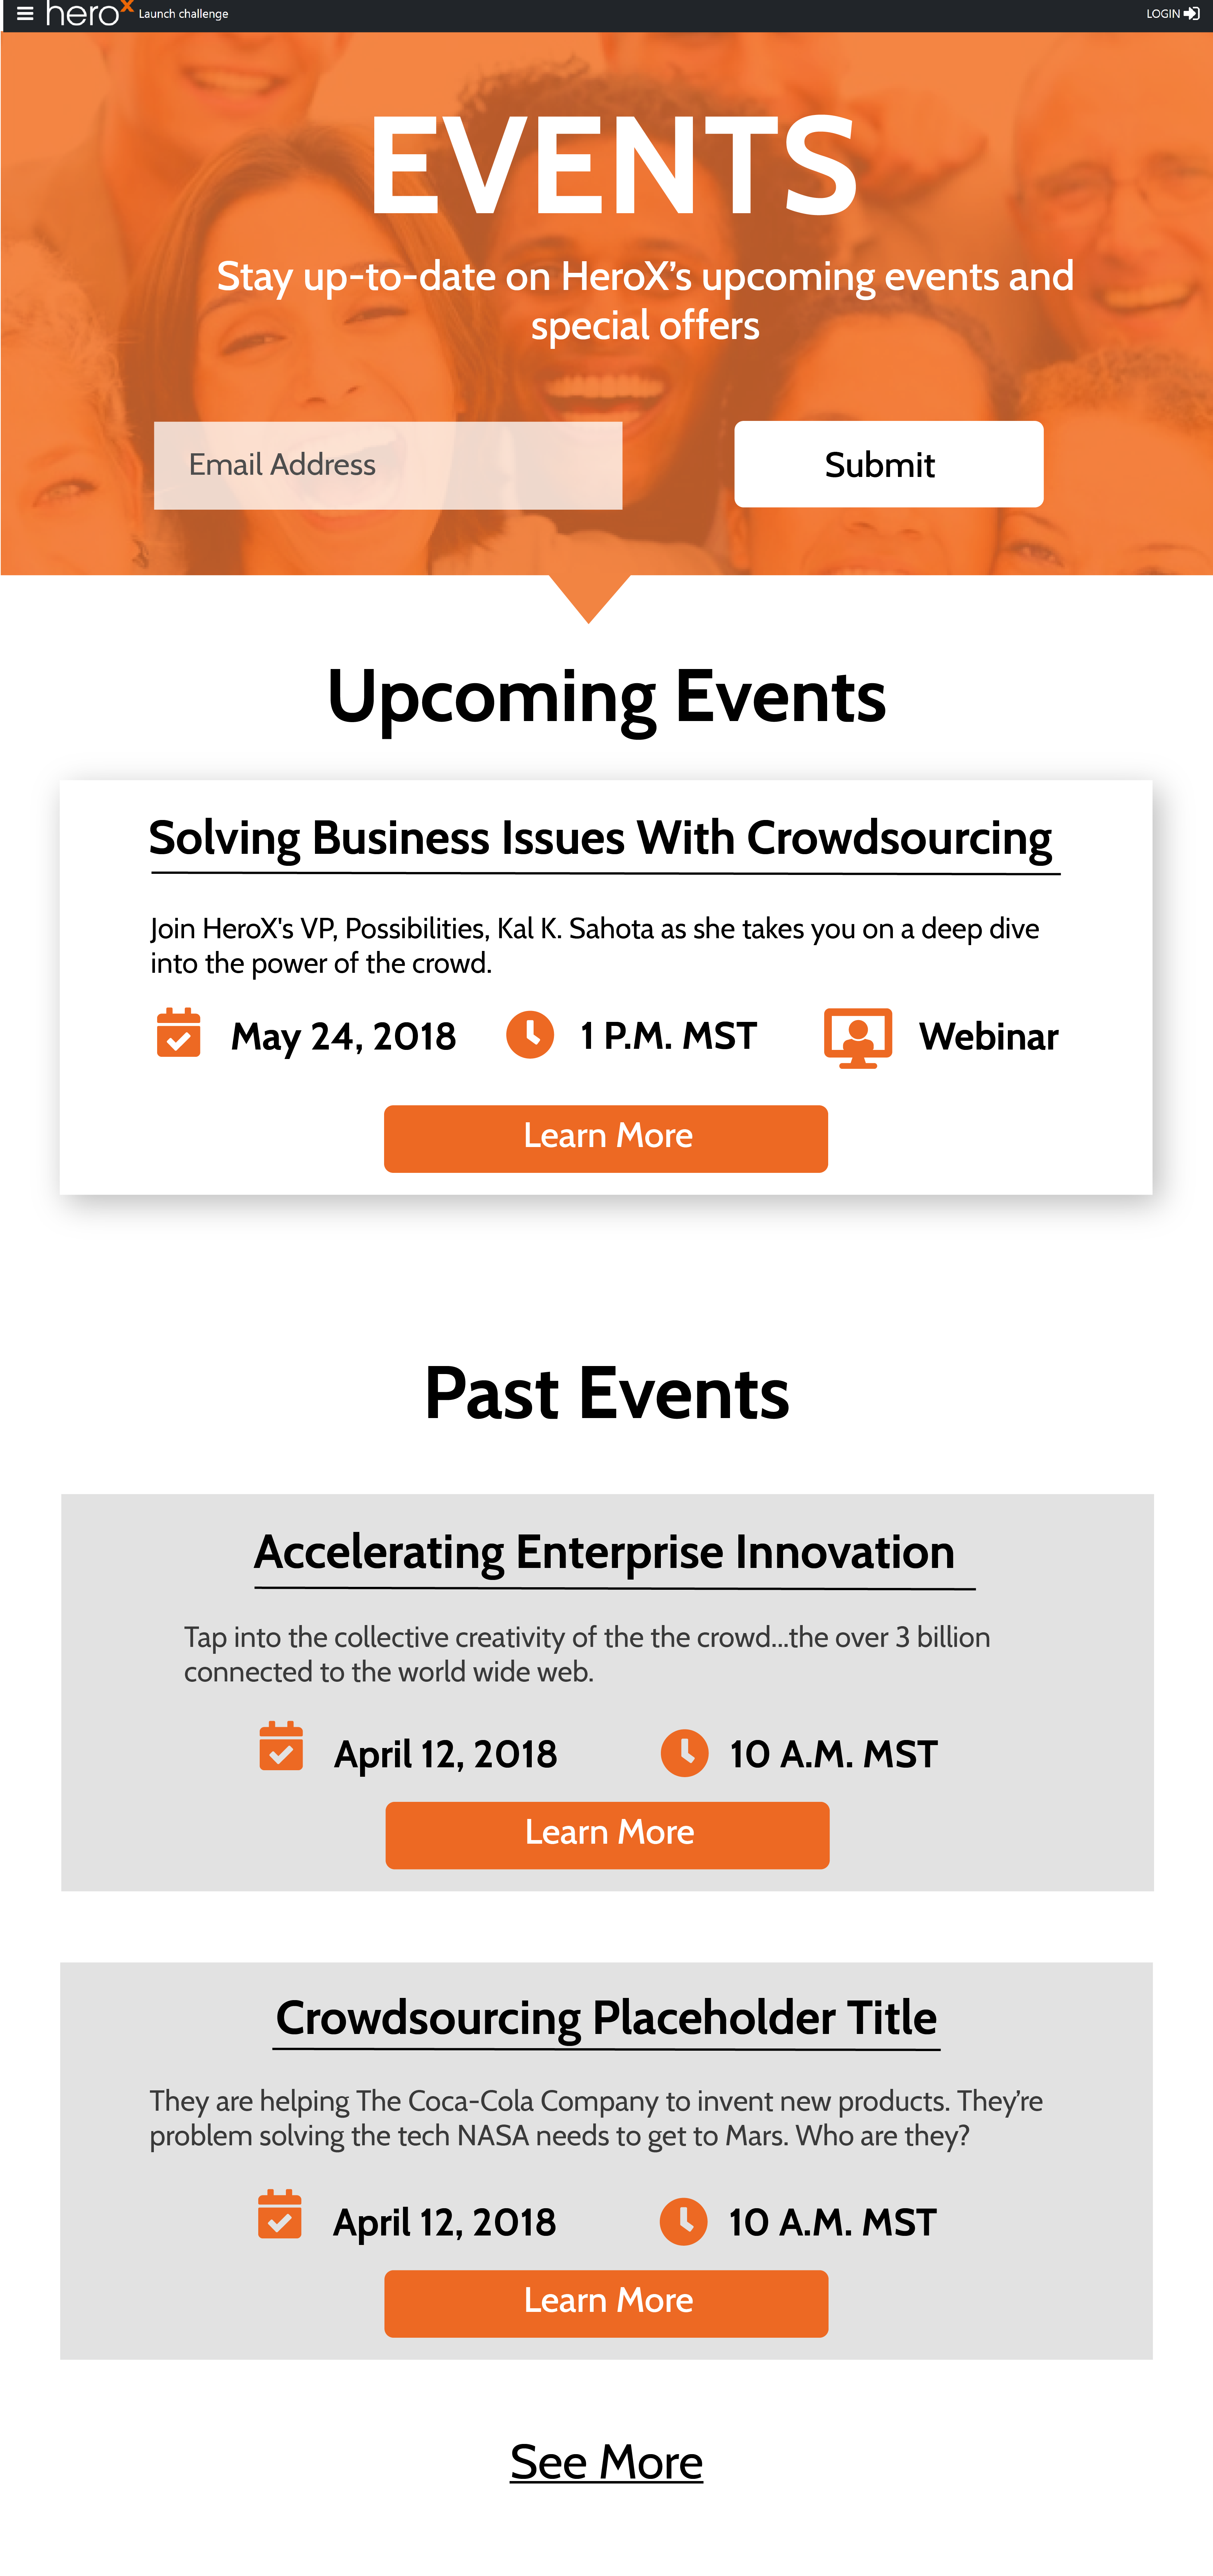 herox Launch challenge LOGIN
EVENTS
Stay up-to-date on HeroX’s upcoming events and
special offers
Email Address Submit
Upcoming Events
Solving Business Issues With Crowdsourcing
Join HeroX's VP, Possibilities, Kal K. Sahota as she takes you on a deep dive
into the power of the crowd.
May 24, 2018 1 P.M. MST Webinar
Learn More
Past Events
Accelerating Enterprise Innovation
Tap into the collective creativity of the the crowd...the over 3 billion
connected to the world wide web.
April 12, 2018 10 A.M. MST
Learn More
Crowdsourcing Placeholder Title
They are helping The Coca-Cola Company to invent new products. They’re
problem solving the tech NASA needs to get to Mars. Who are they?
April 12, 2018 10 A.M. MST
Learn More
See More